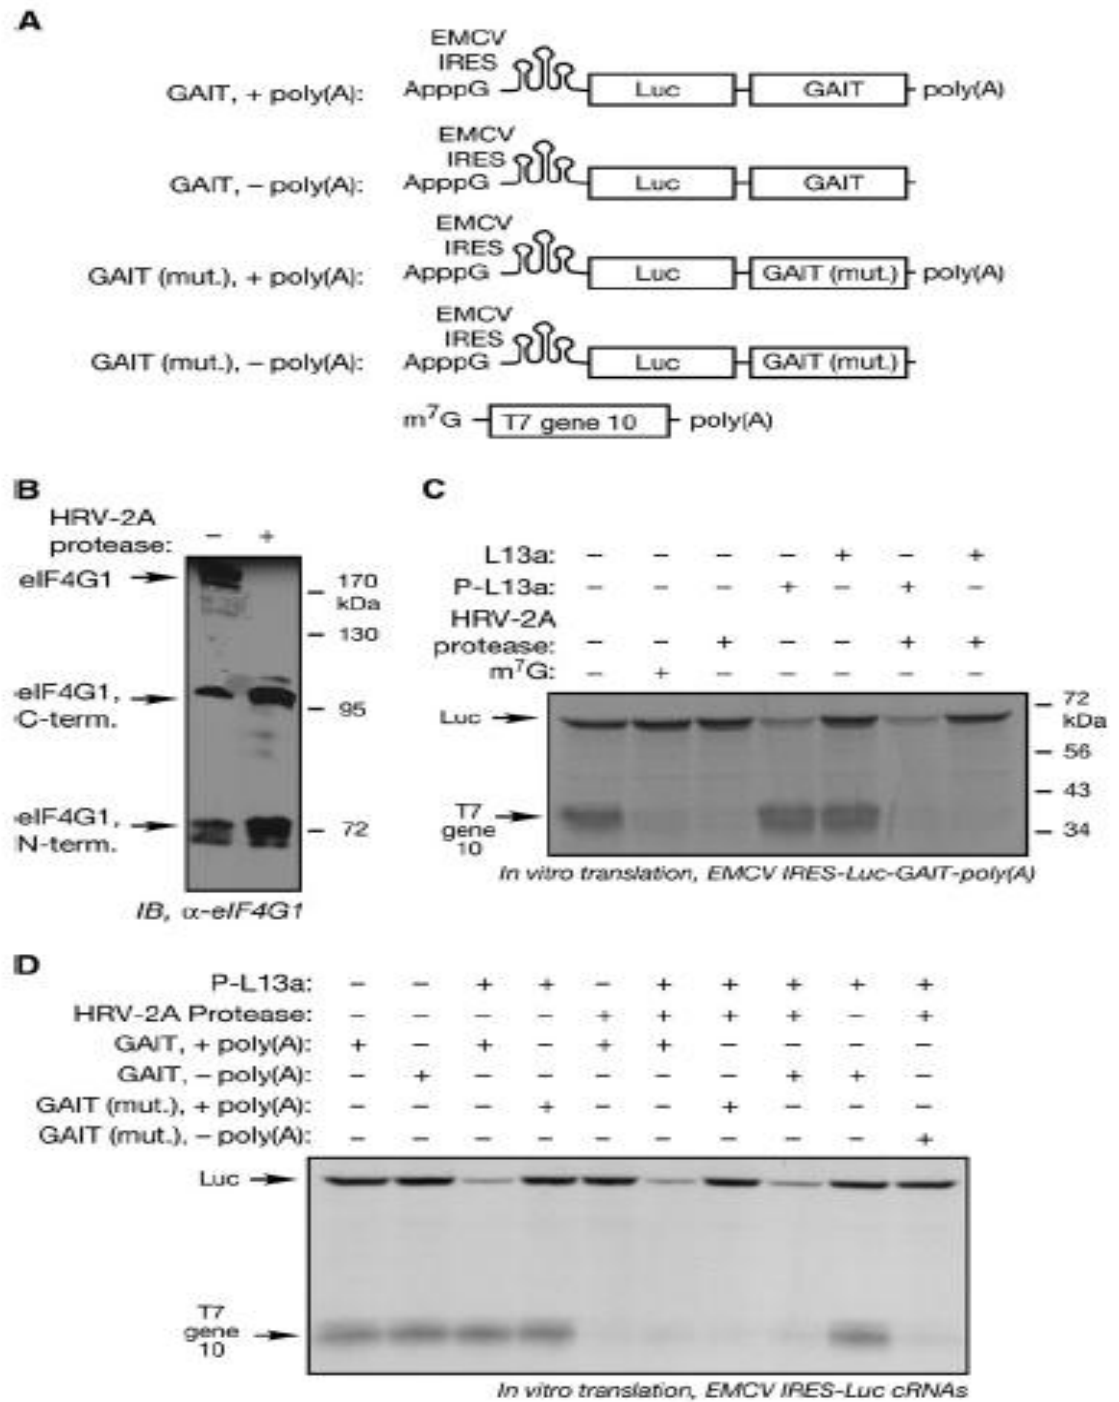 A
EMCV
IRES
GAIT, + poly(A): ApppG Luc GAIT poly(A)
EMCV
IRES
GAIT, – poly(A): ApppG Luc GAIT
EMCV
IRES
GAIT (mut.), + poly(A): ApppG Luc GAIT (mut.) poly(A)
EMCV
IRES
GAIT (mut.), – poly(A): ApppG Luc GAIT (mut.)
m⁷G T7 gene 10 poly(A)
B
HRV-2A
protease: – +
eIF4G1
170
kDa
130
eIF4G1,
C-term.
95
eIF4G1,
N-term.
72
IB, α-eIF4G1
C
L13a: – – – – + – +
P-L13a: – – – + – + –
HRV-2A
protease: – – + – – + +
m⁷G: – + – – – – –
Luc
72
kDa
56
43
34
T7
gene
10
In vitro translation, EMCV IRES-Luc-GAIT-poly(A)
D
P-L13a: – – + + – + + + + +
HRV-2A Protease: – – – – + + + + – +
GAIT, + poly(A): + – + – + + – – – –
GAIT, – poly(A): – + – – – – – + + –
GAIT (mut.), + poly(A): – – – + – – + – – –
GAIT (mut.), – poly(A): – – – – – – – – – +
Luc
T7
gene
10
In vitro translation, EMCV IRES-Luc cRNAs